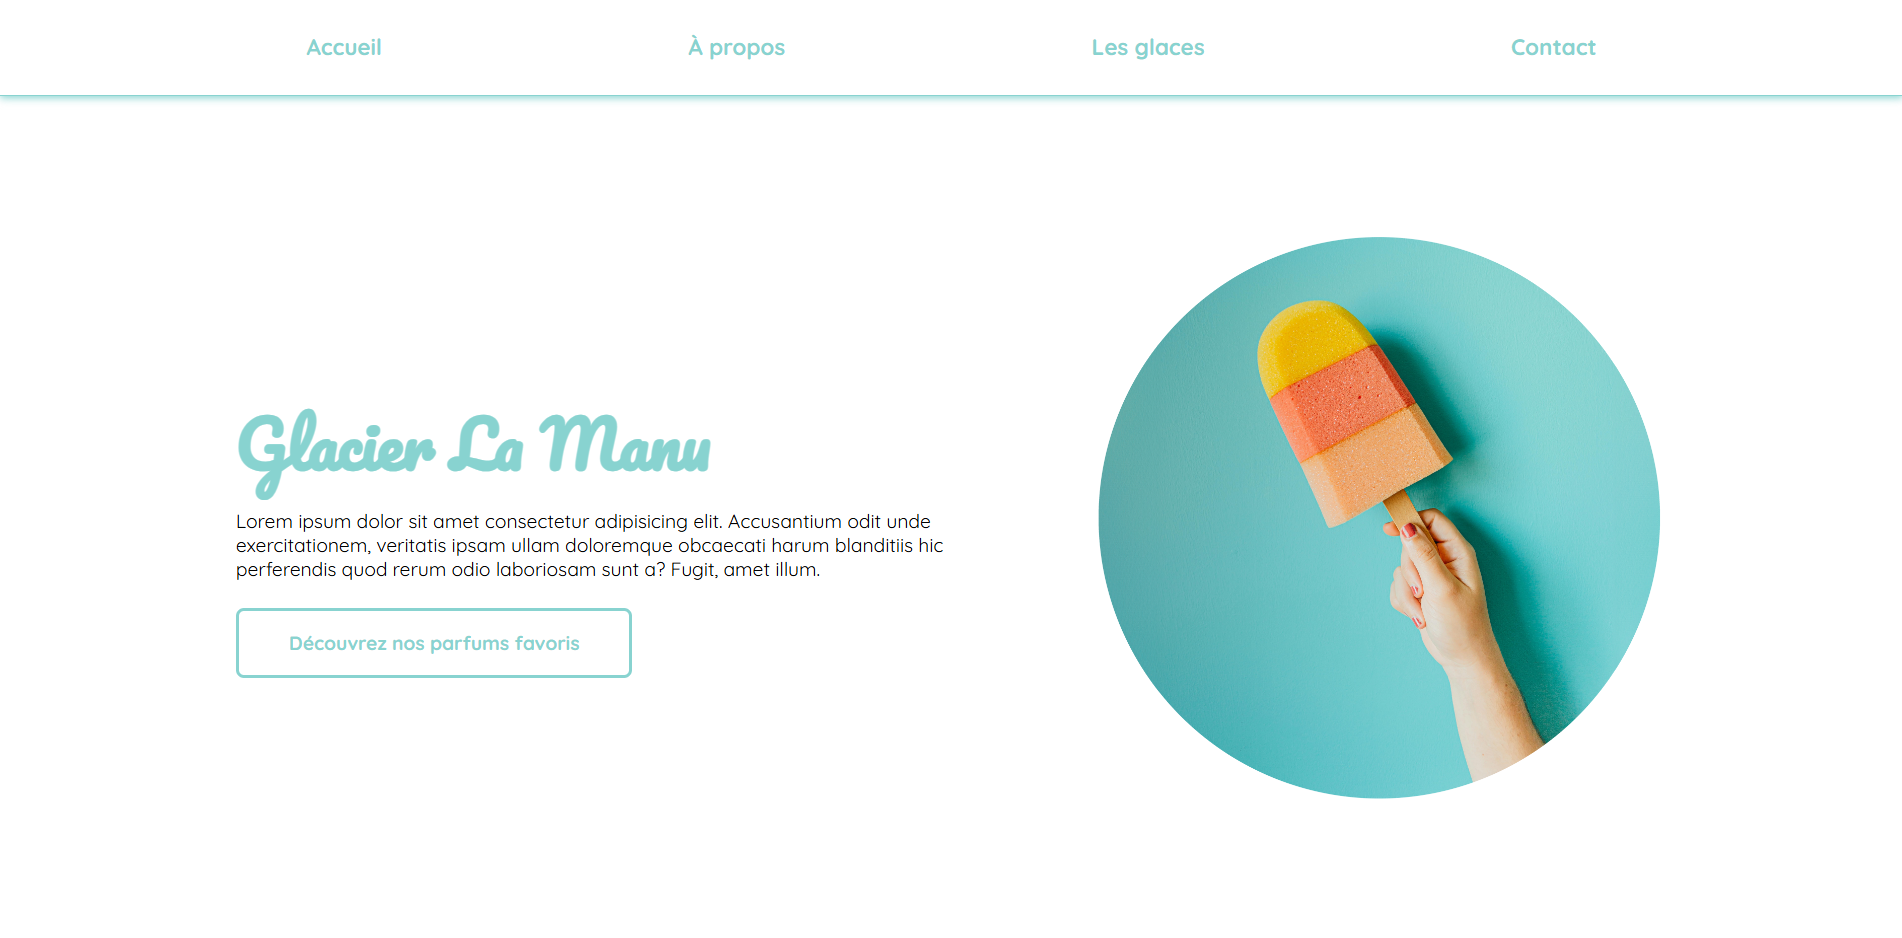 Accueil
À propos
Les glaces
Contact
Glacier La Manu
Lorem ipsum dolor sit amet consectetur adipisicing elit. Accusantium odit unde
exercitationem, veritatis ipsam ullam doloremque obcaecati harum blanditiis hic
perferendis quod rerum odio laboriosam sunt a? Fugit, amet illum.
Découvrez nos parfums favoris